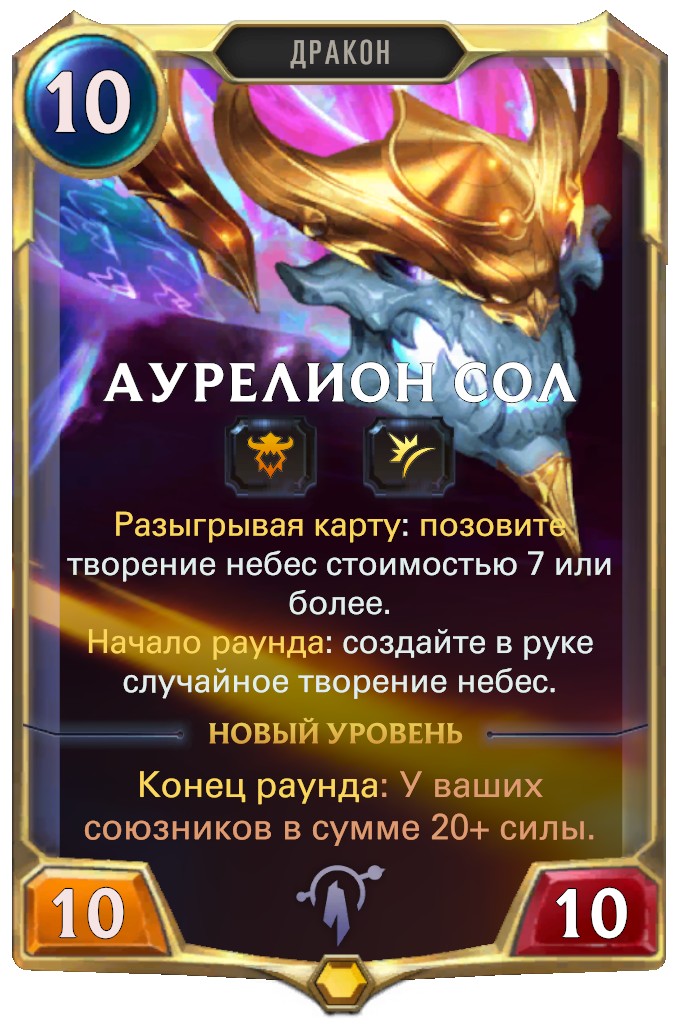 ДРАКОН
10
АУРЕЛИОН СОЛ
Разыгрывая карту: позовите
творение небес стоимостью 7 или
более.
Начало раунда: создайте в руке
случайное творение небес.
НОВЫЙ УРОВЕНЬ
Конец раунда: У ваших
союзников в сумме 20+ силы.
10
10